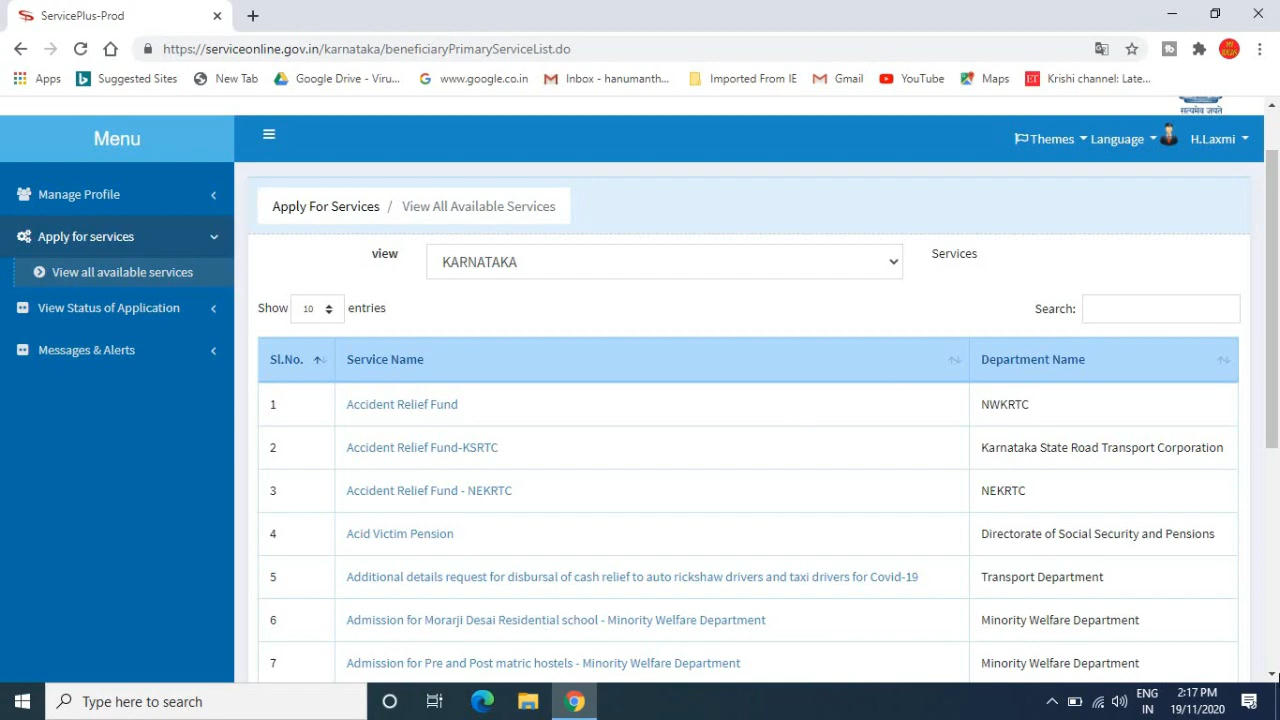 ServicePlus-Prod
https://serviceonline.gov.in/karnataka/beneficiaryPrimaryServiceList.do
Apps
Suggested Sites
New Tab
Google Drive - Viru...
www.google.co.in
Inbox - hanumanth...
Imported From IE
Gmail
YouTube
Maps
Krishi channel: Late...
सत्यमेव जयते
Menu
Themes
Language
H.Laxmi
Manage Profile
Apply for services
View all available services
View Status of Application
Messages & Alerts
Apply For Services / View All Available Services
view KARNATAKA Services
Show 10 entries Search:
Sl.No. Service Name Department Name
1 Accident Relief Fund NWKRTC
2 Accident Relief Fund-KSRTC Karnataka State Road Transport Corporation
3 Accident Relief Fund - NEKRTC NEKRTC
4 Acid Victim Pension Directorate of Social Security and Pensions
5 Additional details request for disbursal of cash relief to auto rickshaw drivers and taxi drivers for Covid-19 Transport Department
6 Admission for Morarji Desai Residential school - Minority Welfare Department Minority Welfare Department
7 Admission for Pre and Post matric hostels - Minority Welfare Department Minority Welfare Department
Type here to search
ENG
IN
2:17 PM
19/11/2020